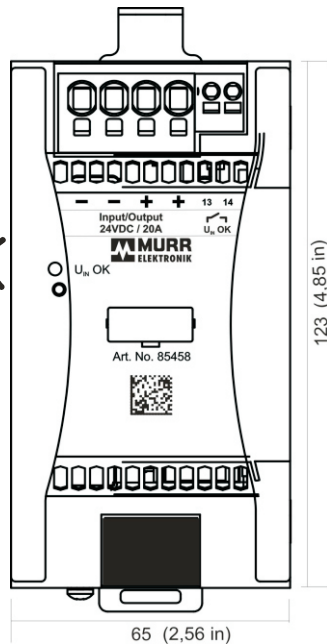 − − + + 13 14
Input/Output
24VDC / 20A
U_IN OK
MURR
ELEKTRONIK
U_IN OK
Art. No. 85458
123 (4.85 in)
65 (2,56 in)